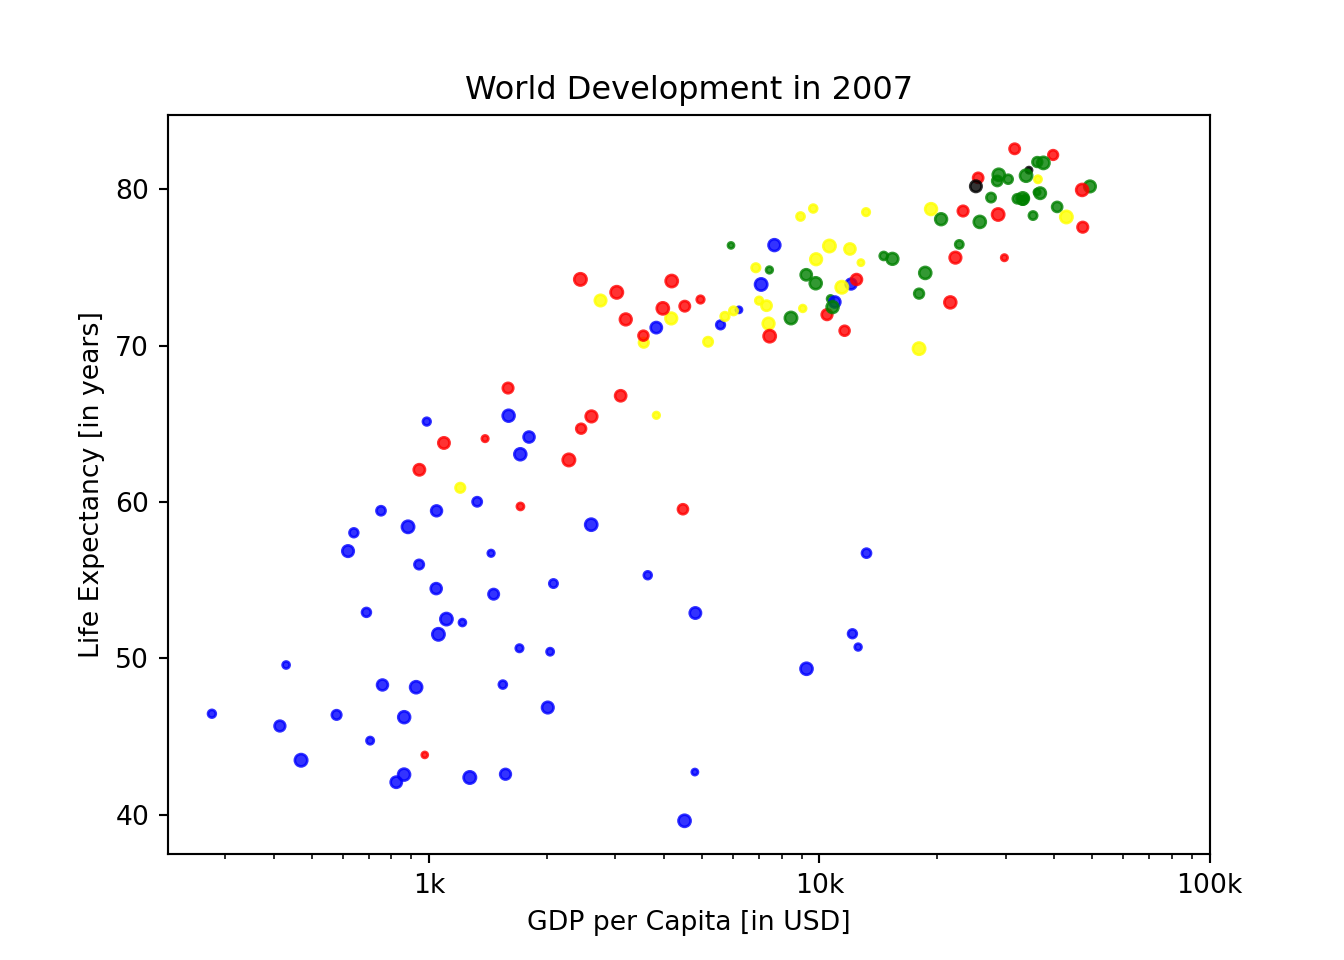 World Development in 2007
Life Expectancy [in years]
80
70
60
50
40
1k
10k
100k
GDP per Capita [in USD]